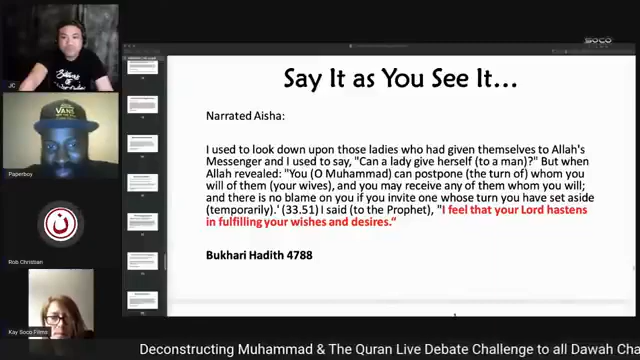 SOCO
JC
VANS
Paperboy
Rob Christian
Kay Soco Films
Say It as You See It...
Narrated Aisha:
I used to look down upon those ladies who had given themselves to Allah's
Messenger and I used to say, "Can a lady give herself (to a man)?" But when
Allah revealed: "You (O Muhammad) can postpone (the turn of) whom you
will of them (your wives), and you may receive any of them whom you will;
and there is no blame on you if you invite one whose turn you have set aside
(temporarily).' (33.51) I said (to the Prophet), "I feel that your Lord hastens
in fulfilling your wishes and desires."
Bukhari Hadith 4788
Deconstructing Muhammad & The Quran Live Debate Challenge to all Dawah Cha